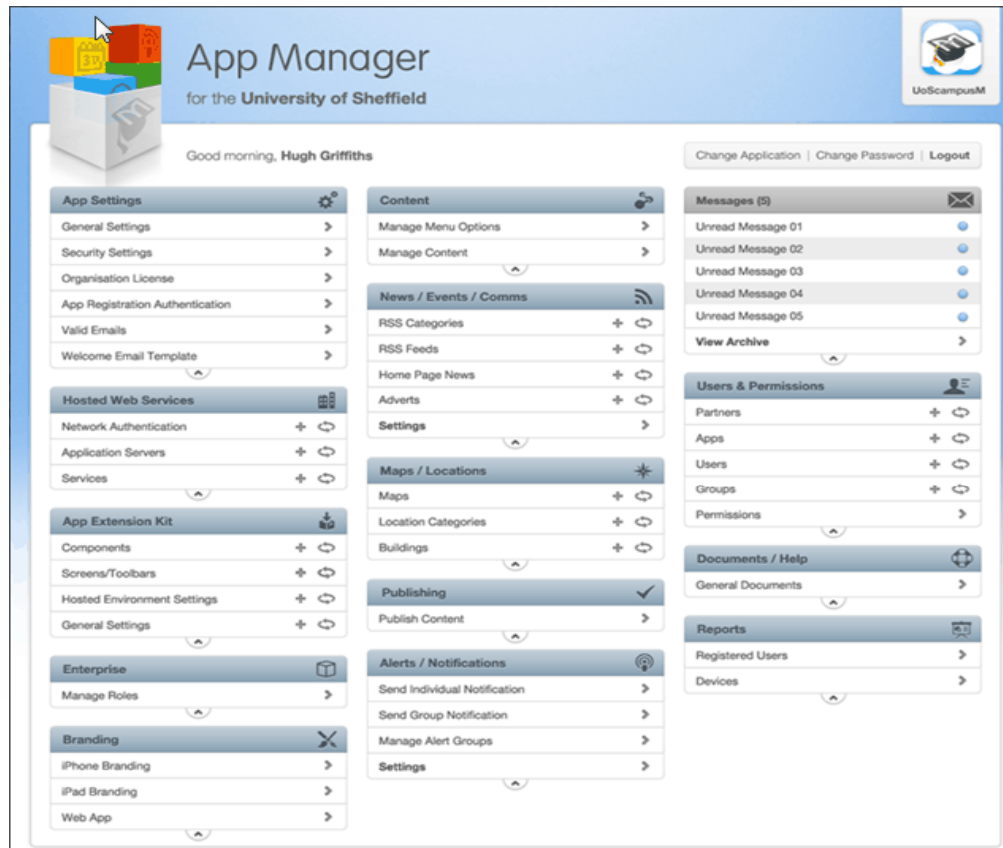 App Manager
for the University of Sheffield
UoScampusM
Good morning, Hugh Griffiths
Change Application | Change Password | Logout
App Settings
General Settings
Security Settings
Organisation License
App Registration Authentication
Valid Emails
Welcome Email Template
Hosted Web Services
Network Authentication
Application Servers
Services
App Extension Kit
Components
Screens/Toolbars
Hosted Environment Settings
General Settings
Enterprise
Manage Roles
Branding
iPhone Branding
iPad Branding
Web App
Content
Manage Menu Options
Manage Content
News / Events / Comms
RSS Categories
RSS Feeds
Home Page News
Adverts
Settings
Maps / Locations
Maps
Location Categories
Buildings
Publishing
Publish Content
Alerts / Notifications
Send Individual Notification
Send Group Notification
Manage Alert Groups
Settings
Messages (5)
Unread Message 01
Unread Message 02
Unread Message 03
Unread Message 04
Unread Message 05
View Archive
Users & Permissions
Partners
Apps
Users
Groups
Permissions
Documents / Help
General Documents
Reports
Registered Users
Devices